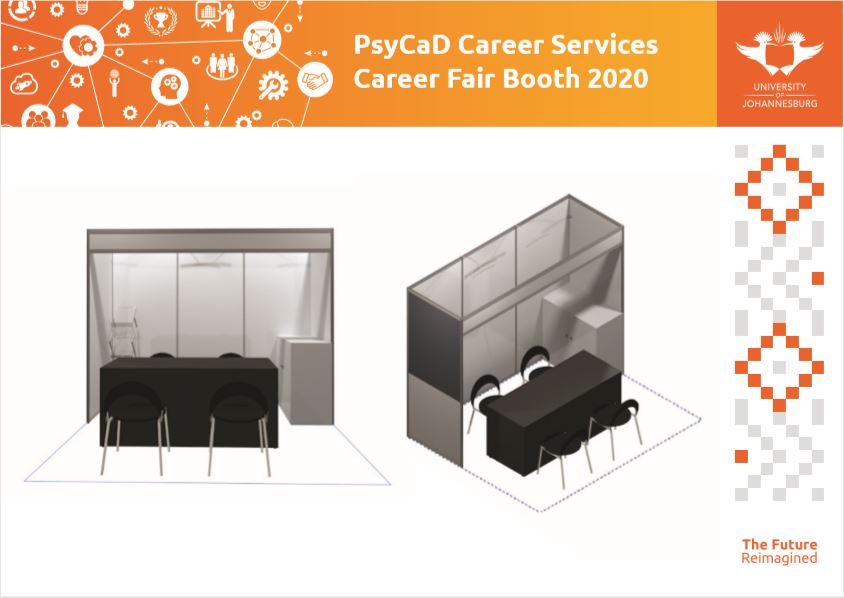 PsyCaD Career Services
Career Fair Booth 2020
UNIVERSITY
OF
JOHANNESBURG
The Future
Reimagined